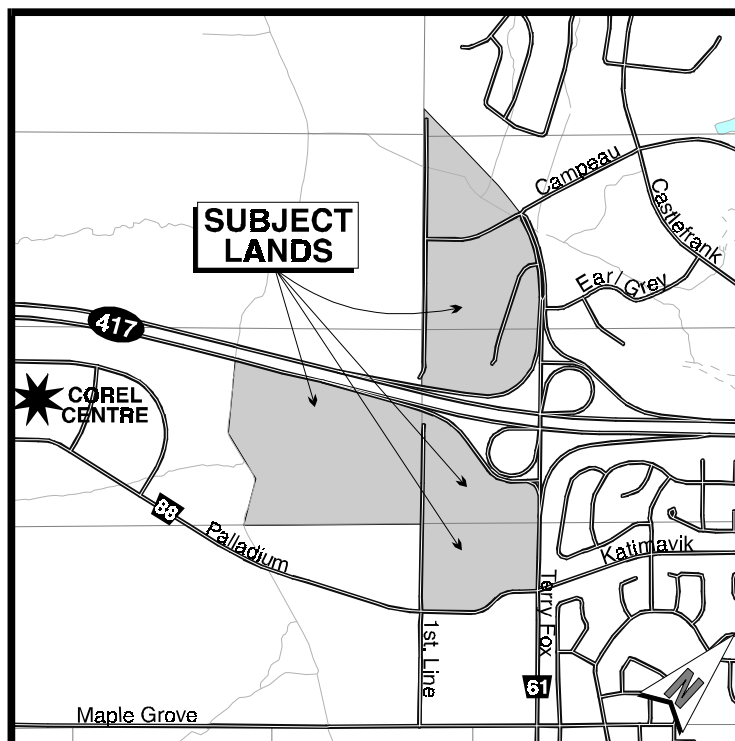 Campeau
Castlefrank
SUBJECT
LANDS
Earl Grey
417
COREL
CENTRE
88
Palladium
Katimavik
Terry Fox
1st. Line
61
N
Maple Grove